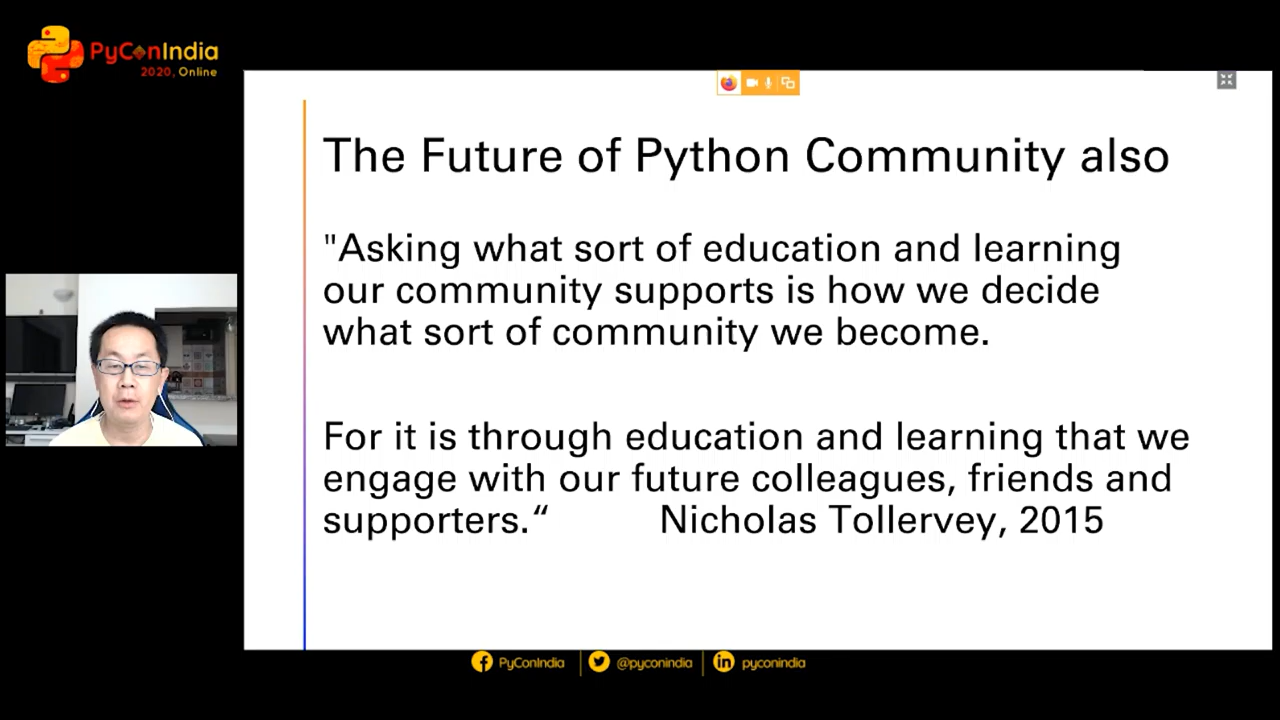 PyConIndia
2020, Online
The Future of Python Community also
"Asking what sort of education and learning
our community supports is how we decide
what sort of community we become.
For it is through education and learning that we
engage with our future colleagues, friends and
supporters.“ Nicholas Tollervey, 2015
PyConIndia @pyconindia pyconindia